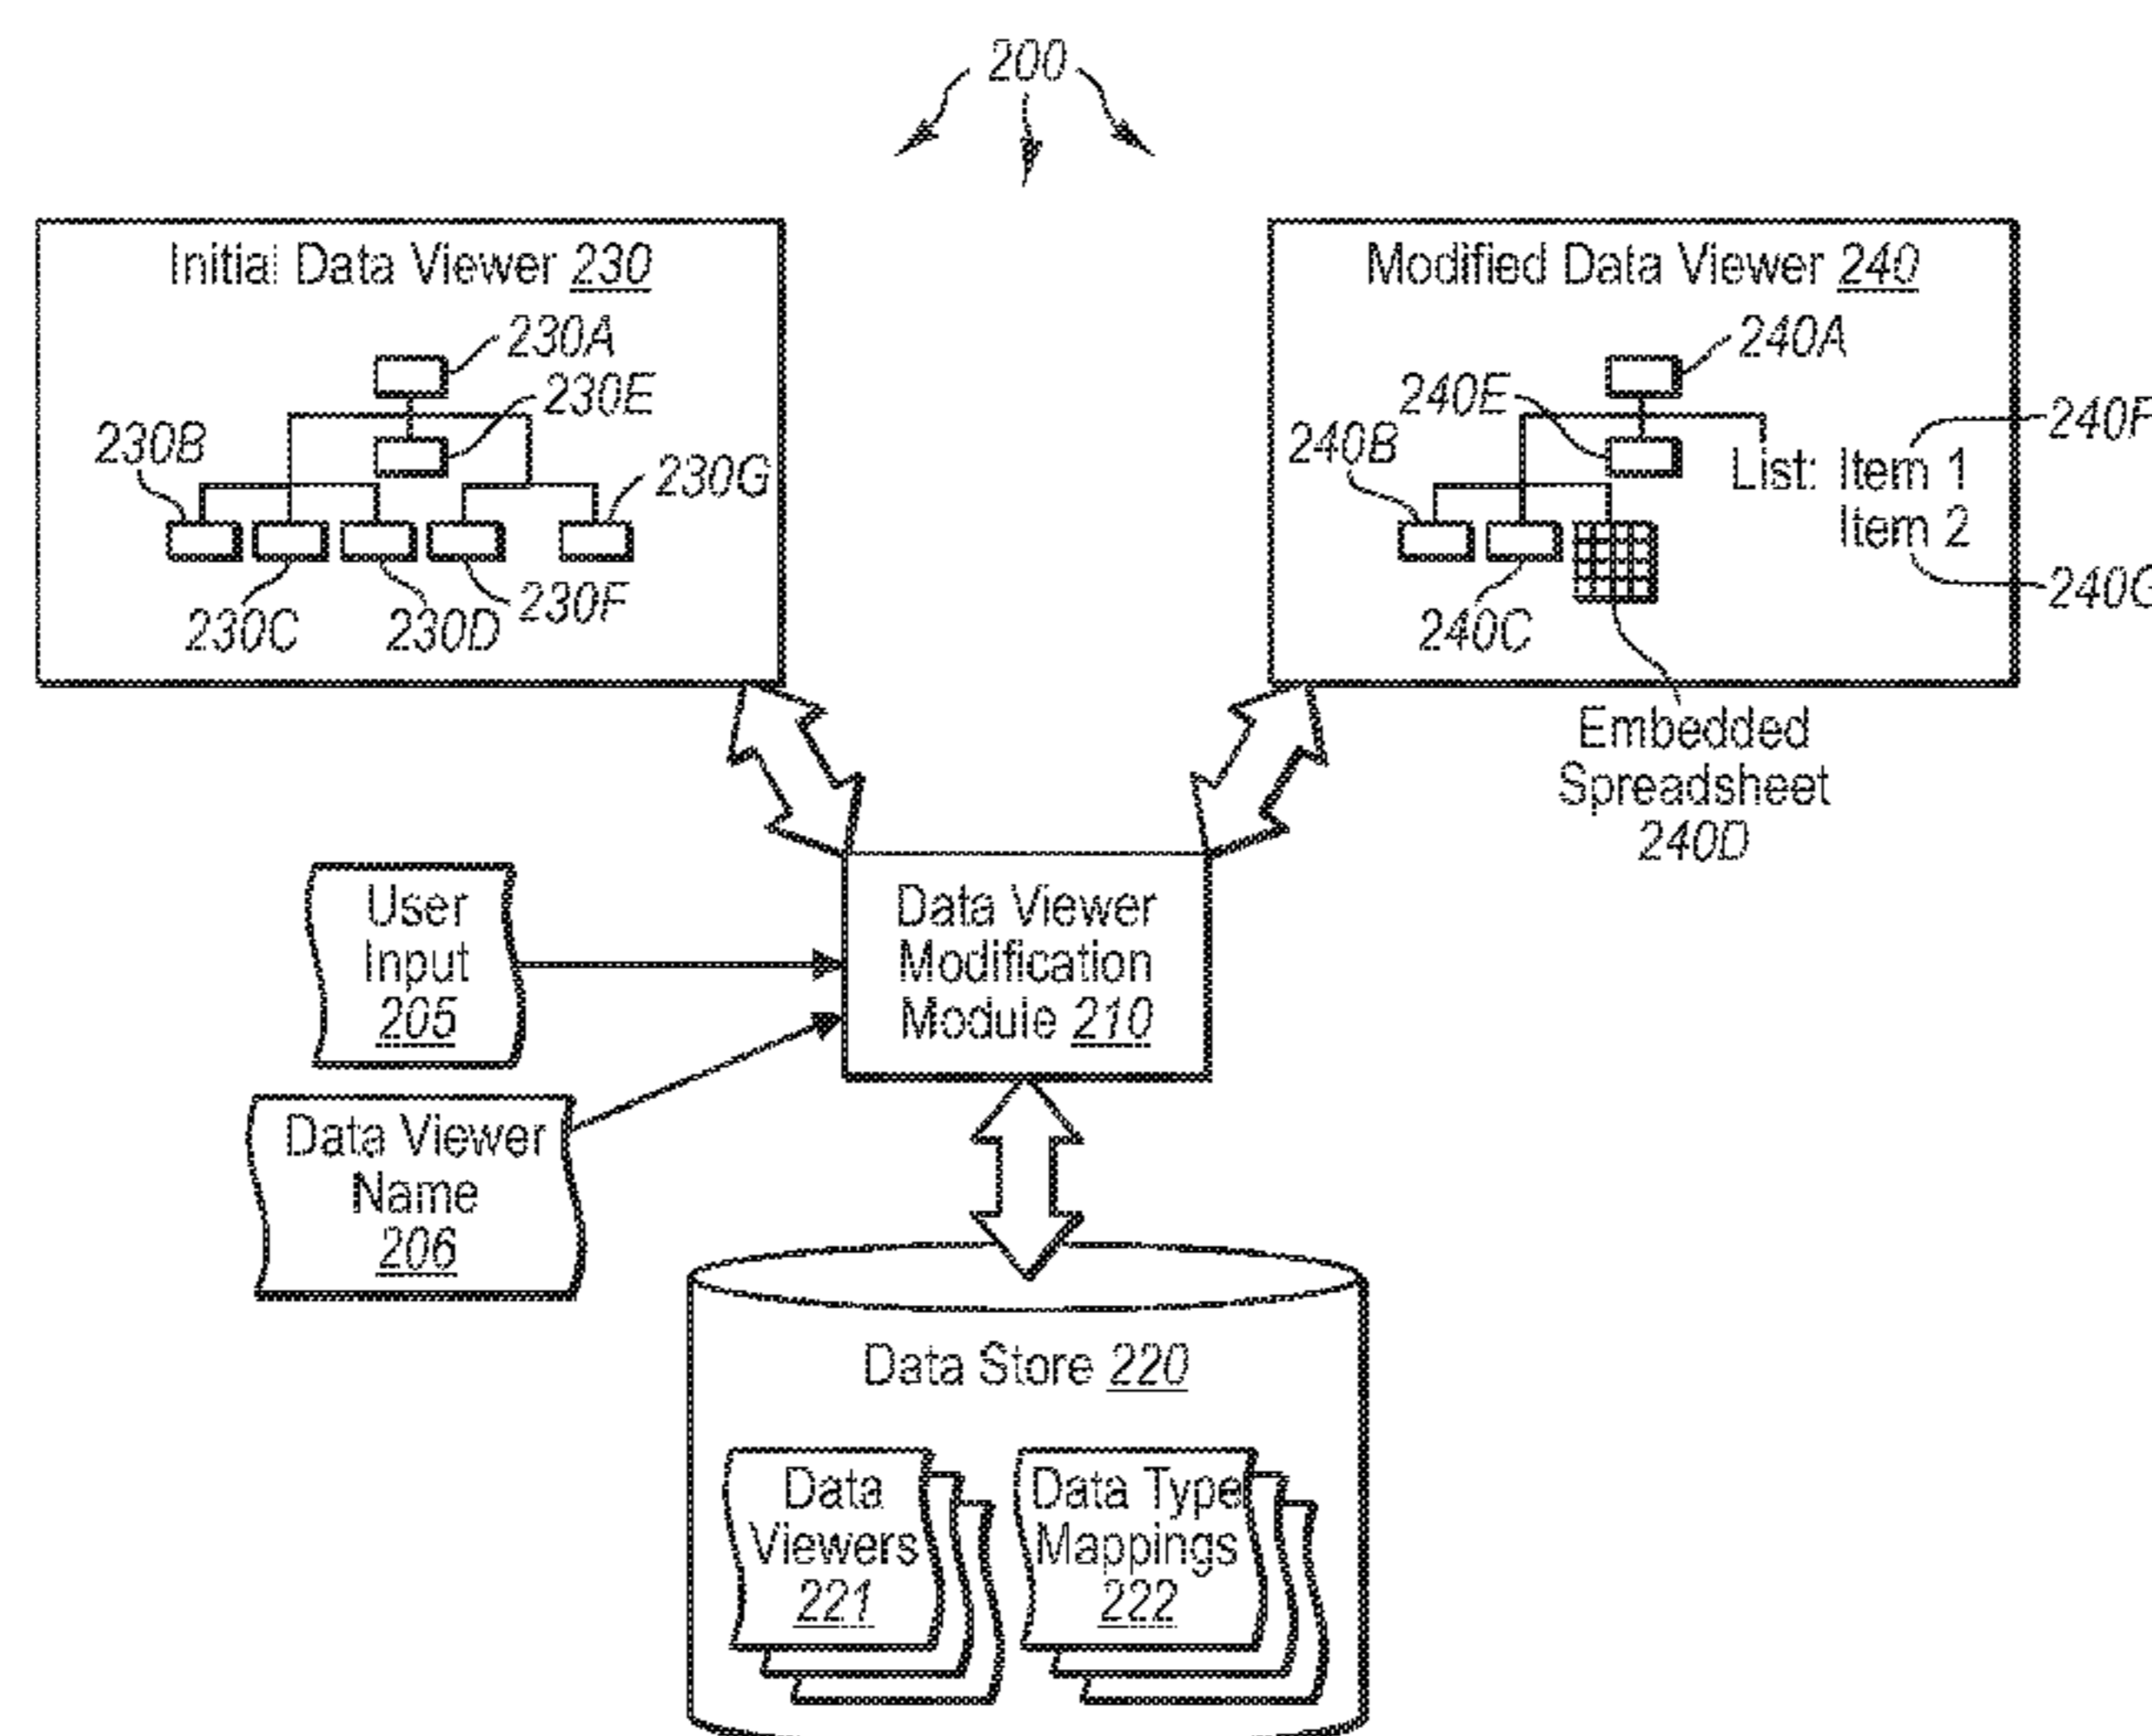 200
Initial Data Viewer 230
230A
230E
230B
230G
230F
230C
230D
Modified Data Viewer 240
240A
240E
240F
240B
List: Item 1
Item 2
240G
240C
Embedded
Spreadsheet
240D
User
Input
205
Data Viewer
Modification
Module 210
Data Viewer
Name
206
Data Store 220
Data
Viewers
221
Data Type
Mappings
222